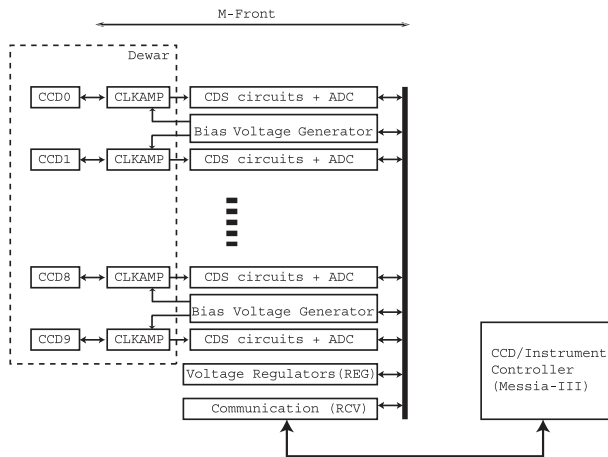 M-Front
Dewar
CCD0 CLKAMP CDS circuits + ADC
Bias Voltage Generator
CCD1 CLKAMP CDS circuits + ADC
CCD8 CLKAMP CDS circuits + ADC
Bias Voltage Generator
CCD9 CLKAMP CDS circuits + ADC
Voltage Regulators(REG)
Communication (RCV)
CCD/Instrument
Controller
(Messia-III)